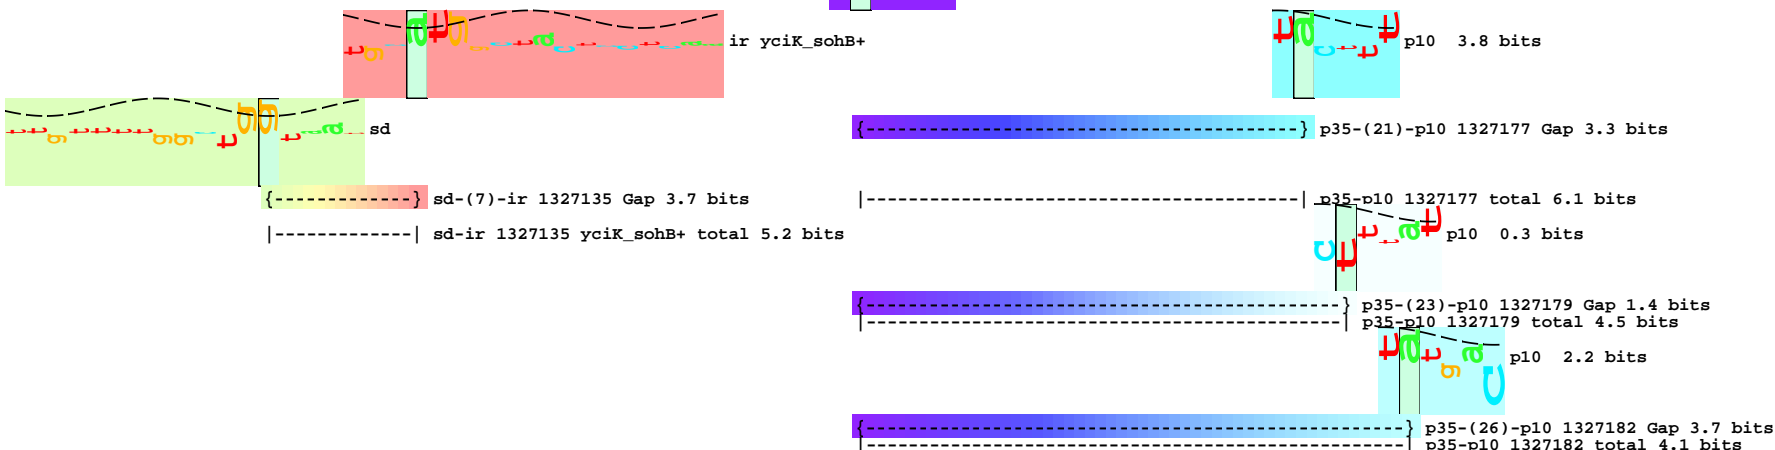 ir yciK_sohB+
p10 3.8 bits
sd
{--------------} sd-(7)-ir 1327135 Gap 3.7 bits
|-------------| sd-ir 1327135 yciK_sohB+ total 5.2 bits
{-----------------------------------------} p35-(21)-p10 1327177 Gap 3.3 bits
|-----------------------------------------| p35-p10 1327177 total 6.1 bits
p10 0.3 bits
{---------------------------------------------} p35-(23)-p10 1327179 Gap 1.4 bits
|---------------------------------------------| p35-p10 1327179 total 4.5 bits
p10 2.2 bits
{---------------------------------------------------} p35-(26)-p10 1327182 Gap 3.7 bits
|---------------------------------------------------| p35-p10 1327182 total 4.1 bits